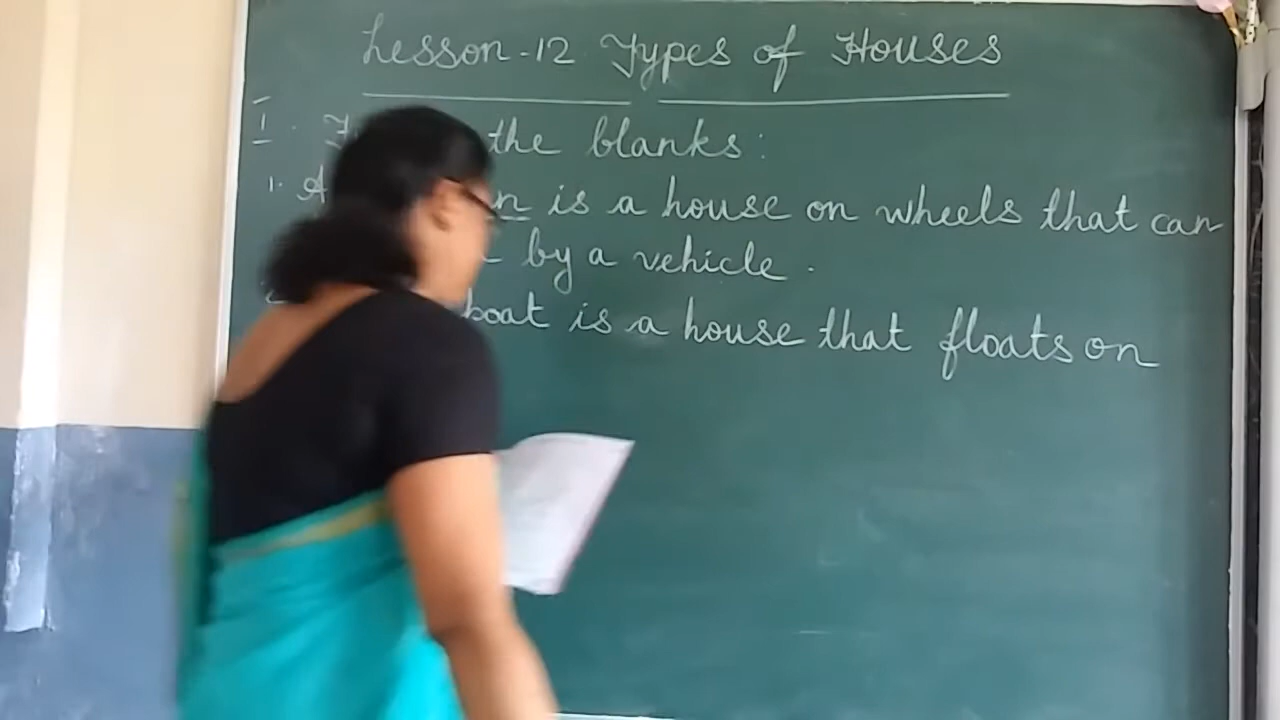 Lesson-12 Types of Houses
I. the blanks:
1. A is a house on wheels that can
by a vehicle.
boat is a house that floats on